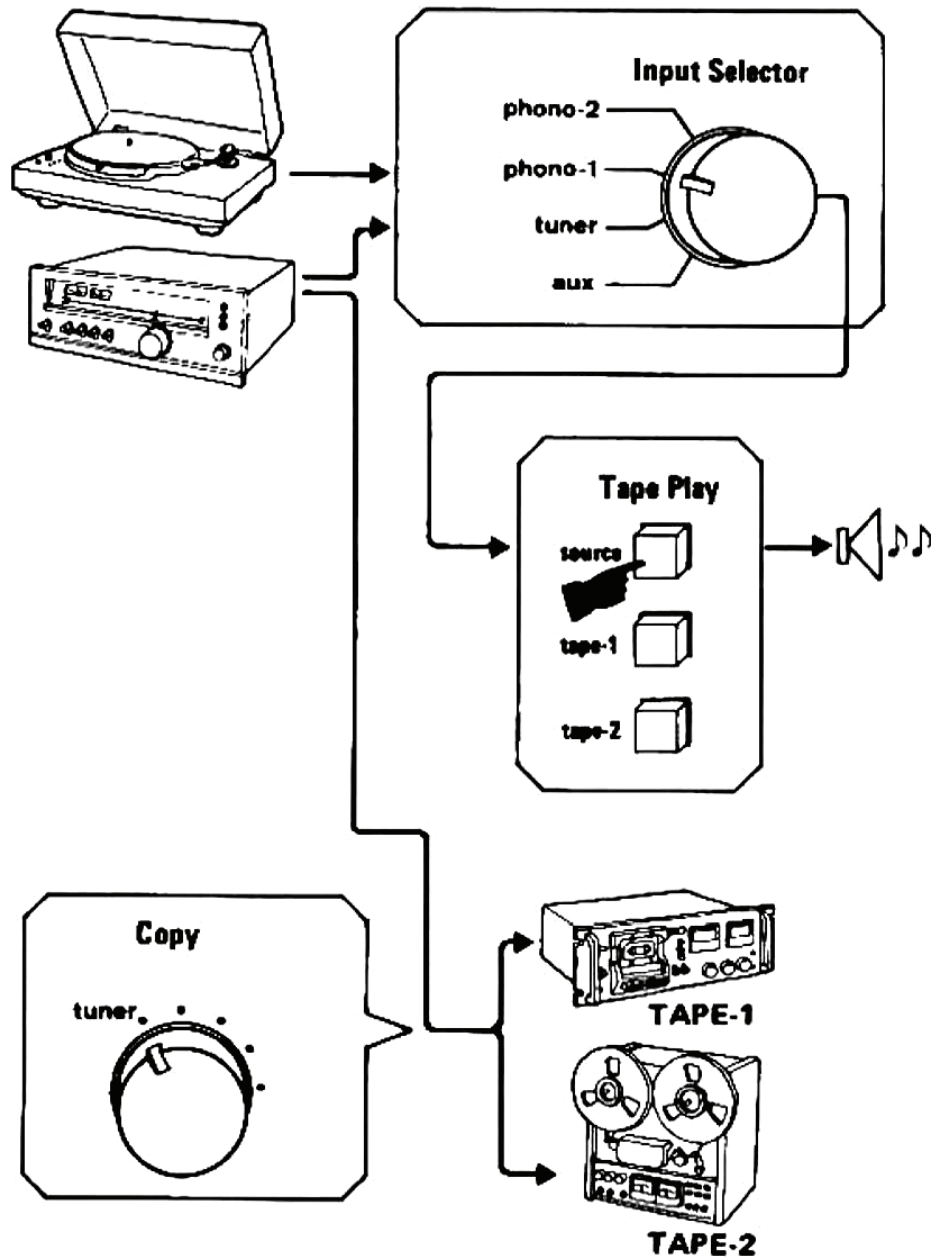 Input Selector
phono-2
phono-1
tuner
aux
Tape Play
source
tape-1
tape-2
Copy
tuner
TAPE-1
TAPE-2